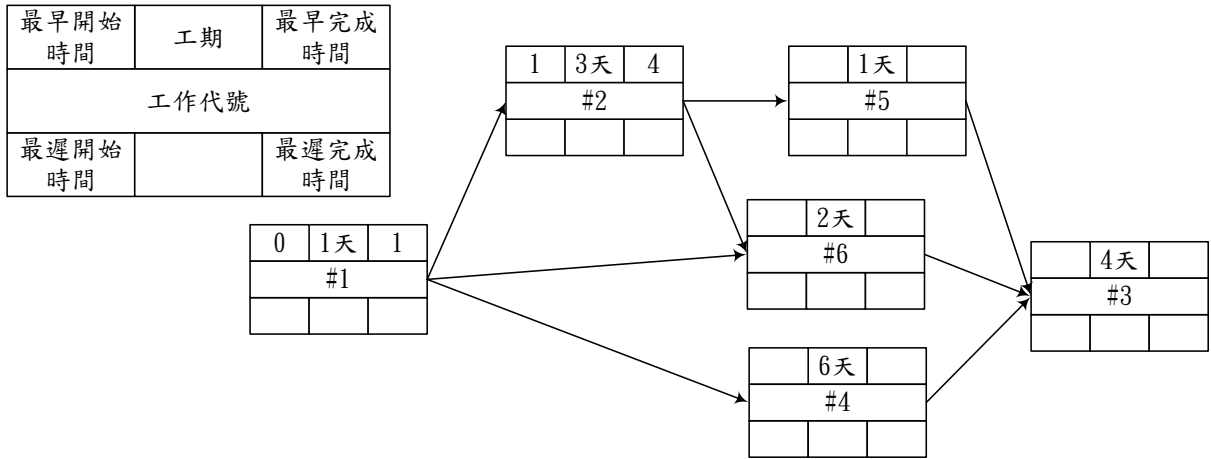 最早開始
時間
工期
最早完成
時間
工作代號
最遲開始
時間
最遲完成
時間
1 3天 4
#2
1天
#5
0 1天 1
#1
2天
#6
4天
#3
6天
#4